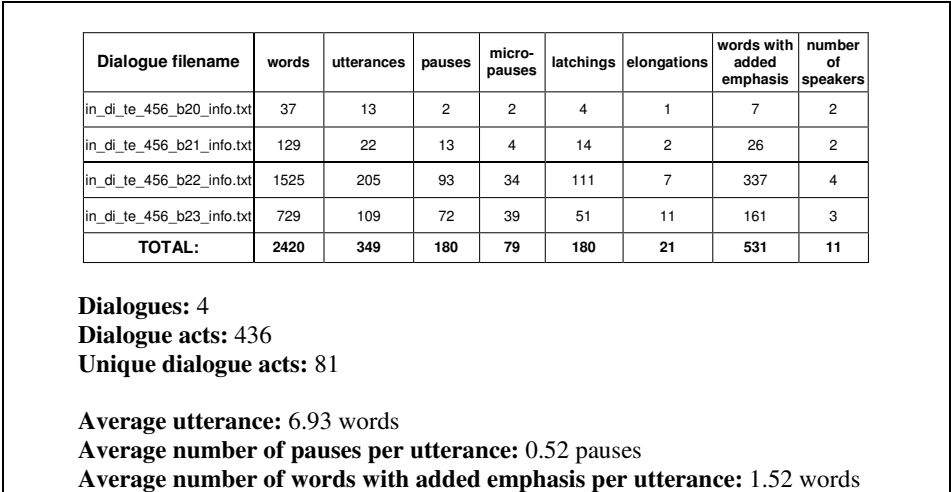 Dialogue filename words utterances pauses micro-pauses latchings elongations words with added emphasis number of speakers
in_di_te_456_b20_info.txt 37 13 2 2 4 1 7 2
in_di_te_456_b21_info.txt 129 22 13 4 14 2 26 2
in_di_te_456_b22_info.txt 1525 205 93 34 111 7 337 4
in_di_te_456_b23_info.txt 729 109 72 39 51 11 161 3
TOTAL: 2420 349 180 79 180 21 531 11
Dialogues: 4
Dialogue acts: 436
Unique dialogue acts: 81
Average utterance: 6.93 words
Average number of pauses per utterance: 0.52 pauses
Average number of words with added emphasis per utterance: 1.52 words